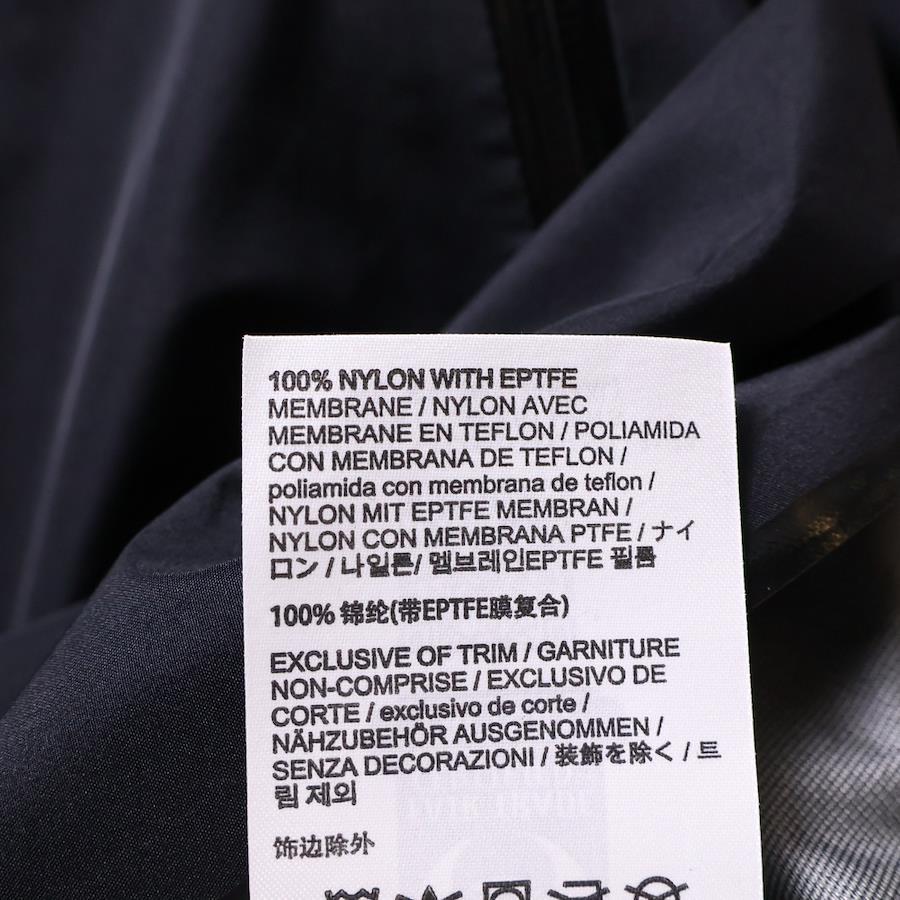 100% NYLON WITH EPTFE
MEMBRANE / NYLON AVEC
MEMBRANE EN TEFLON / POLIAMIDA
CON MEMBRANA DE TEFLON /
poliamida con membrana de teflon /
NYLON MIT EPTFE MEMBRAN /
NYLON CON MEMBRANA PTFE / ナイ
ロン / 나일론/ 멤브레인EPTFE 필름
100% 锦纶(带EPTFE膜复合)
EXCLUSIVE OF TRIM / GARNITURE
NON-COMPRISE / EXCLUSIVO DE
CORTE / exclusivo de corte /
NÄHZUBEHÖR AUSGENOMMEN /
SENZA DECORAZIONI / 装飾を除く / 트
림 제외
饰边除外